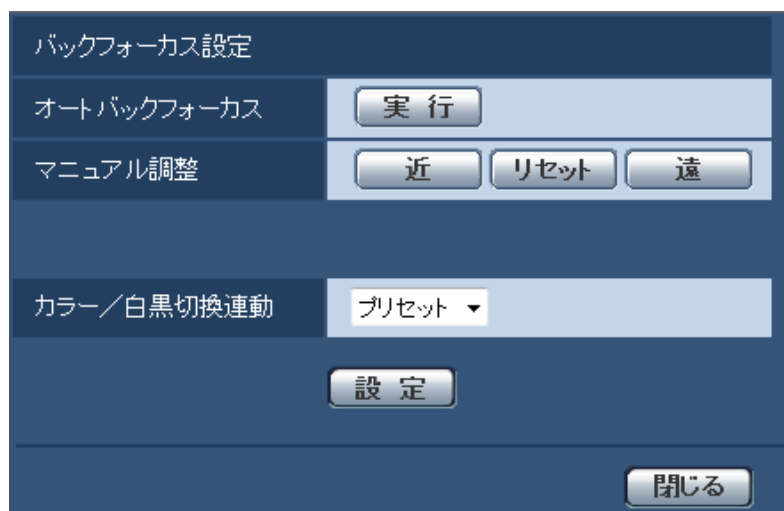 バックフォーカス設定
オートバックフォーカス 実 行
マニュアル調整 近 リセット 遠
カラー／白黒切換連動 プリセット
設 定
閉じる